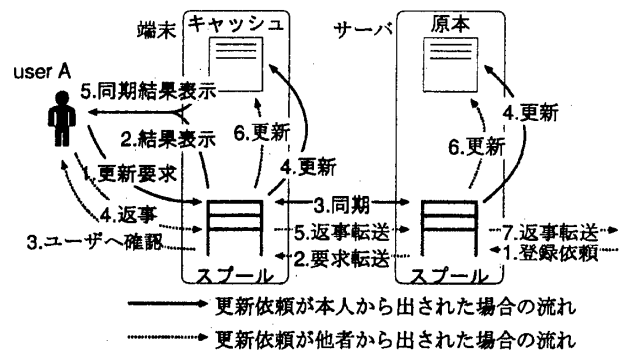 端末
キャッシュ
サーバ
原本
user A
5.同期結果表示
2.結果表示
6.更新
4.更新
1.更新要求
4.更新
6.更新
3.同期
4.返事
5.返事転送
7.返事転送
3.ユーザへ確認
2.要求転送
1.登録依頼
スプール
スプール
更新依頼が本人から出された場合の流れ
更新依頼が他者から出された場合の流れ